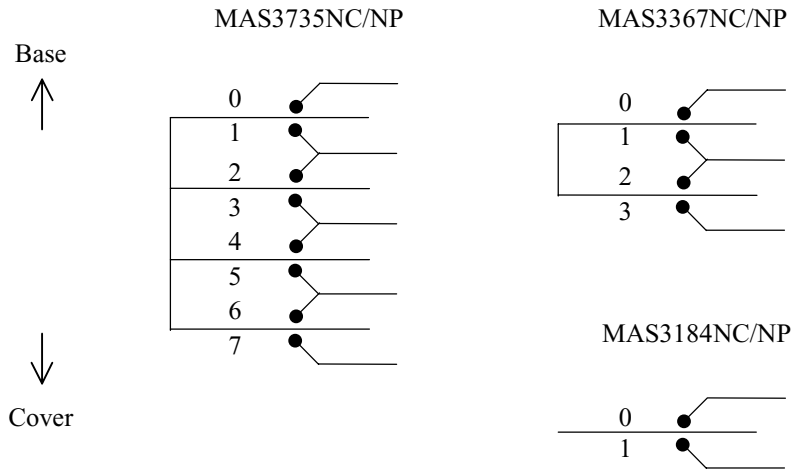 MAS3735NC/NP
Base
0
1
2
3
4
5
6
7
Cover
MAS3367NC/NP
0
1
2
3
MAS3184NC/NP
0
1